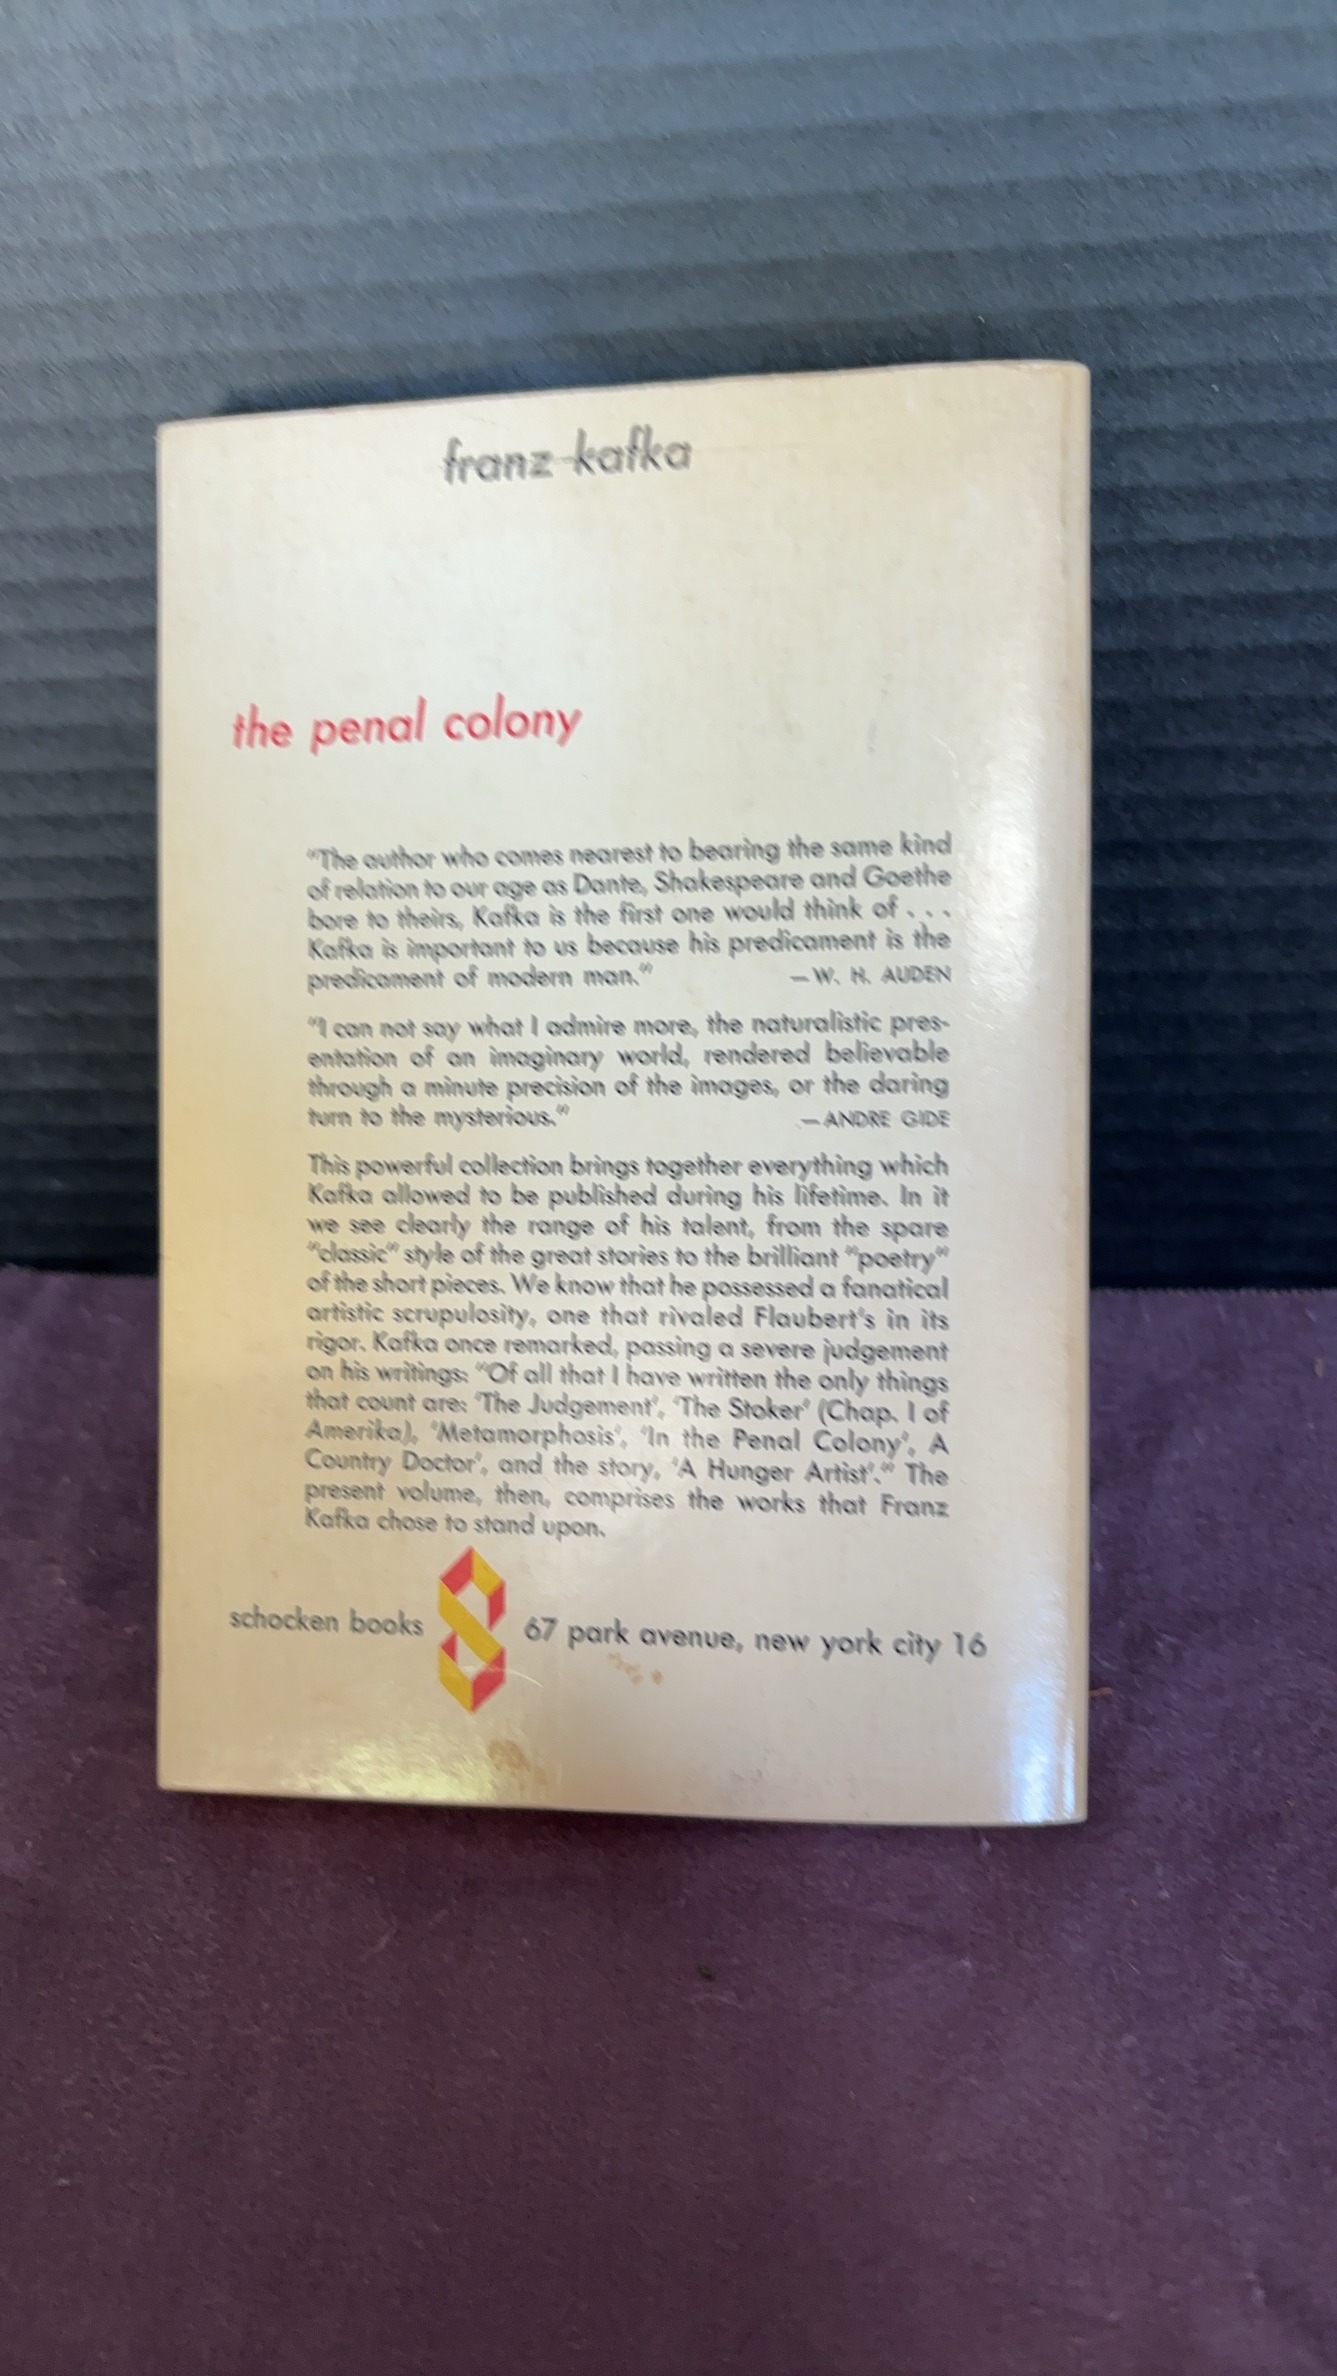 franz kafka
the penal colony
"The author who comes nearest to bearing the same kind
of relation to our age as Dante, Shakespeare and Goethe
bore to theirs, Kafka is the first one would think of . . .
Kafka is important to us because his predicament is the
predicament of modern man." —W. H. AUDEN
"I can not say what I admire more, the naturalistic pres-
entation of an imaginary world, rendered believable
through a minute precision of the images, or the daring
turn to the mysterious." —ANDRE GIDE
This powerful collection brings together everything which
Kafka allowed to be published during his lifetime. In it
we see clearly the range of his talent, from the spare
"classic" style of the great stories to the brilliant "poetry"
of the short pieces. We know that he possessed a fanatical
artistic scrupulosity, one that rivaled Flaubert's in its
rigor. Kafka once remarked, passing a severe judgement
on his writings: "Of all that I have written the only things
that count are: 'The Judgement', 'The Stoker' (Chap. I of
Amerika), 'Metamorphosis', 'In the Penal Colony', A
Country Doctor', and the story, 'A Hunger Artist'." The
present volume, then, comprises the works that Franz
Kafka chose to stand upon.
schocken books 67 park avenue, new york city 16